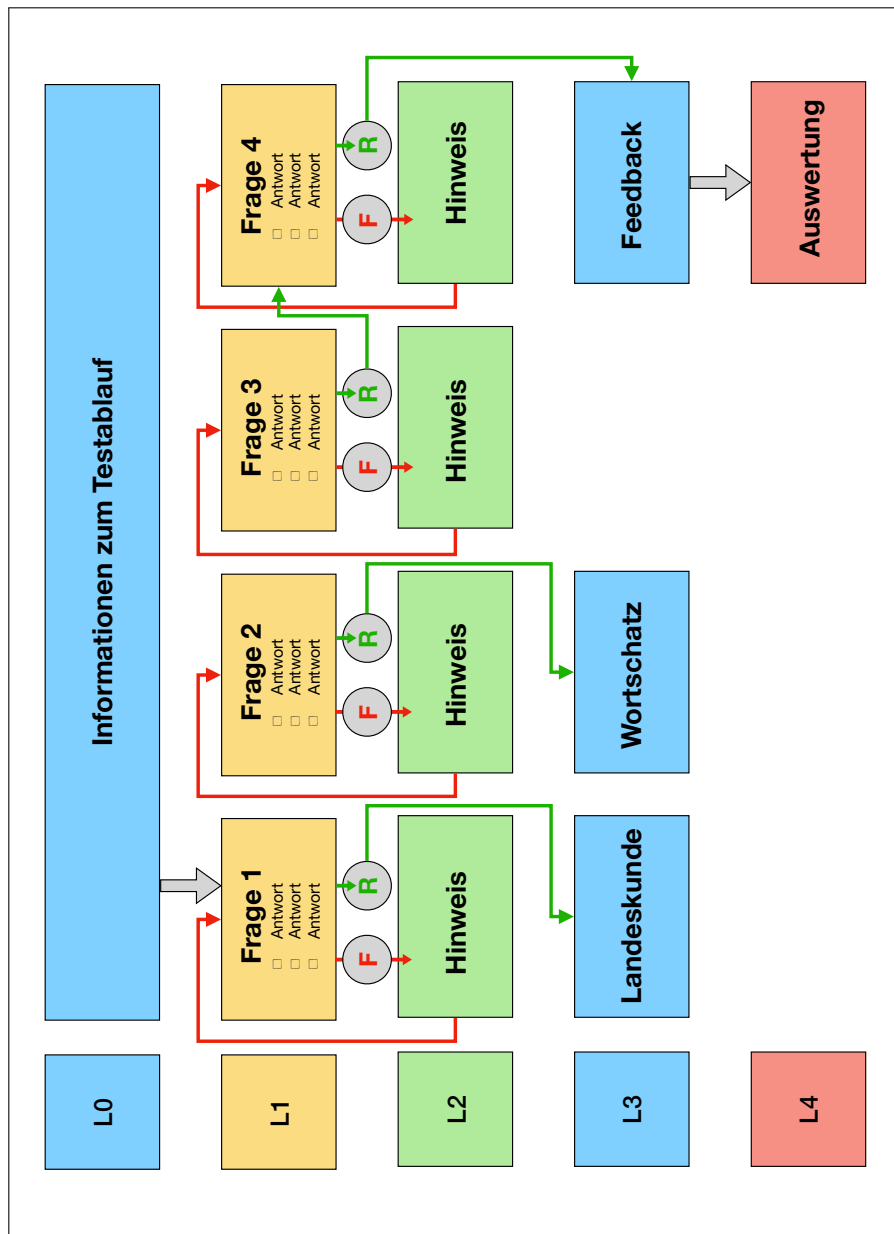 L0
Informationen zum Testablauf
L1
Frage 1
□ Antwort
□ Antwort
□ Antwort
Frage 2
□ Antwort
□ Antwort
□ Antwort
Frage 3
□ Antwort
□ Antwort
□ Antwort
Frage 4
□ Antwort
□ Antwort
□ Antwort
F
R
F
R
F
R
F
R
L2
Hinweis
Hinweis
Hinweis
Hinweis
L3
Landeskunde
Wortschatz
Feedback
L4
Auswertung